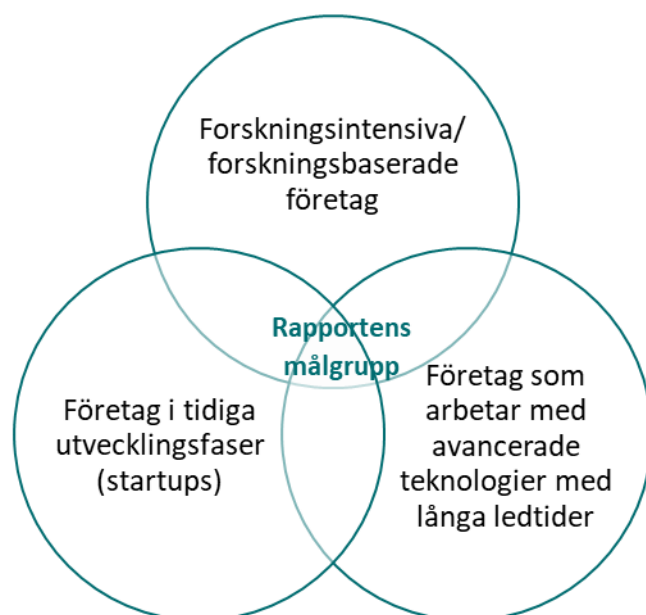 Forskningsintensiva/
forskningsbaserade
företag
Rapportens
målgrupp
Företag i tidiga
utvecklingsfaser
(startups)
Företag som
arbetar med
avancerade
teknologier med
långa ledtider